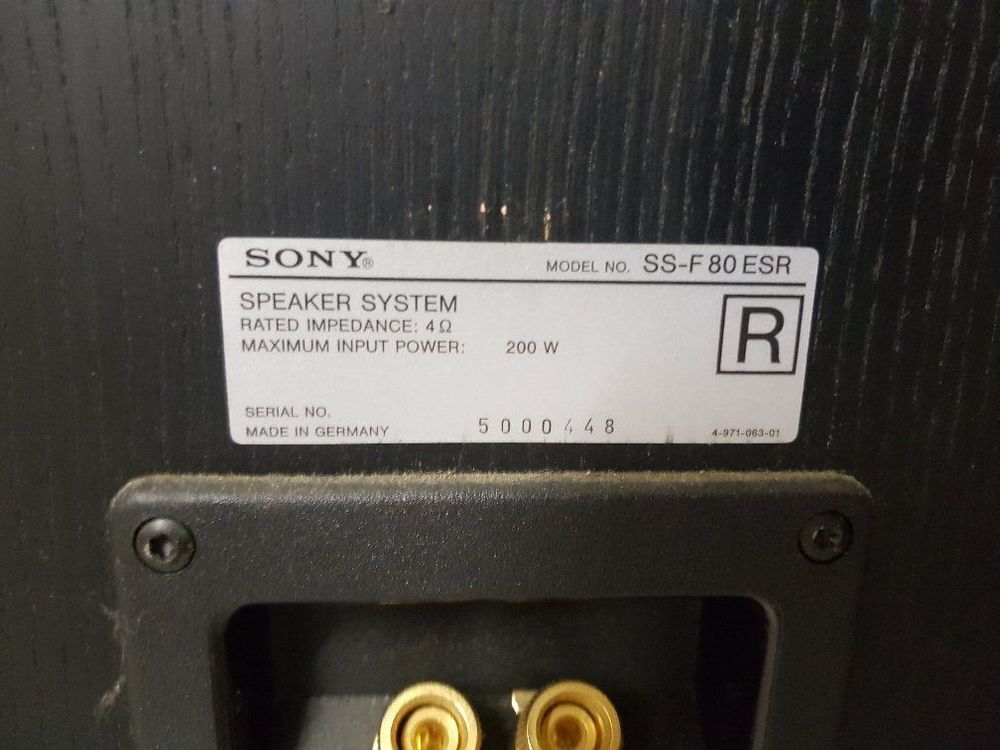 SONY®
MODEL NO. SS-F80ESR
SPEAKER SYSTEM
RATED IMPEDANCE: 4Ω
MAXIMUM INPUT POWER: 200 W
R
SERIAL NO.
MADE IN GERMANY 5000448 4-971-063-01